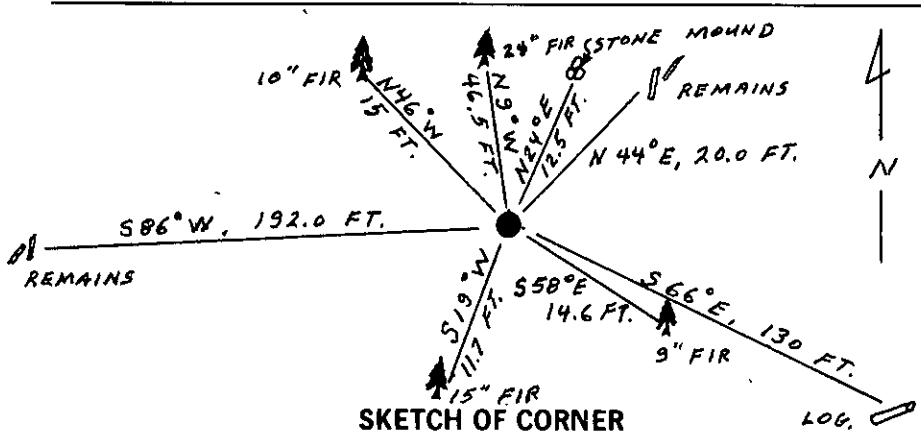 10" FIR
N46°W
15 FT.
28" FIR
N9°W
46.5 FT.
STONE MOUND
N24°E
12.5 FT.
REMAINS
N44°E, 20.0 FT.
N
S86°W, 192.0 FT.
REMAINS
S19°W
11.7 FT.
15" FIR
S58°E
14.6 FT.
9" FIR
S66°E, 130 FT.
LOG.
SKETCH OF CORNER